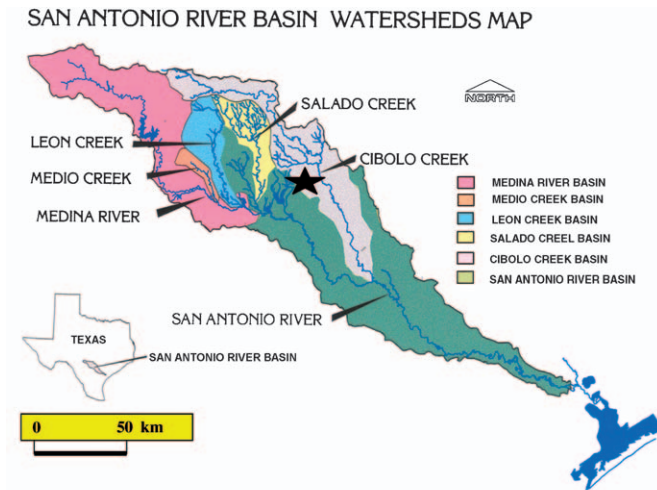 SAN ANTONIO RIVER BASIN WATERSHEDS MAP
NORTH
SALADO CREEK
LEON CREEK
CIBOLO CREEK
MEDIO CREEK
MEDINA RIVER
MEDINA RIVER BASIN
MEDIO CREEK BASIN
LEON CREEK BASIN
SALADO CREEL BASIN
CIBOLO CREEK BASIN
SAN ANTONIO RIVER BASIN
SAN ANTONIO RIVER
TEXAS
SAN ANTONIO RIVER BASIN
0 50 km